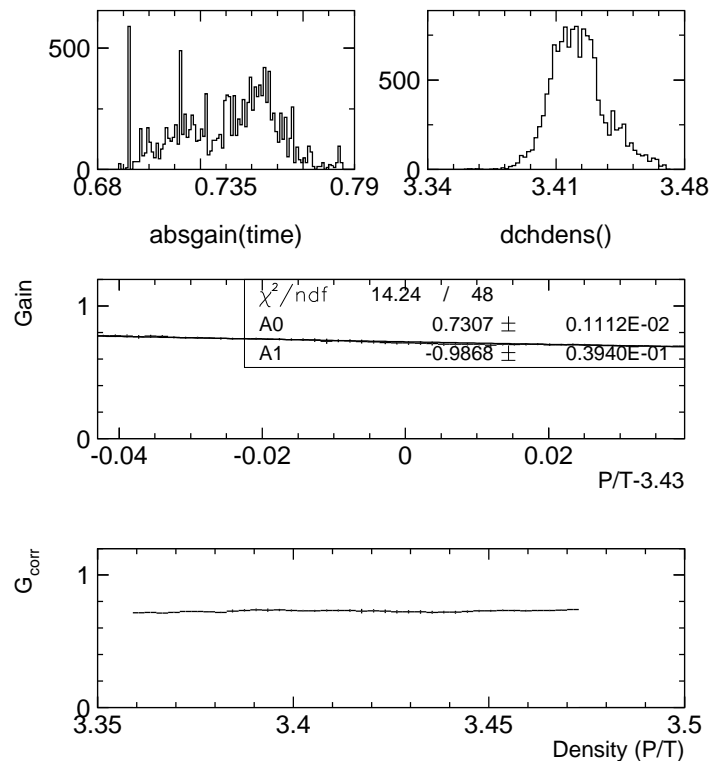 500
0
0.68 0.735 0.79
absgain(time)
500
0
3.34 3.41 3.48
dchdens()
Gain
1
0
χ²/ndf 14.24 / 48
A0 0.7307 ± 0.1112E-02
A1 -0.9868 ± 0.3940E-01
-0.04 -0.02 0 0.02
P/T-3.43
Gcorr
1
0
3.35 3.4 3.45 3.5
Density (P/T)